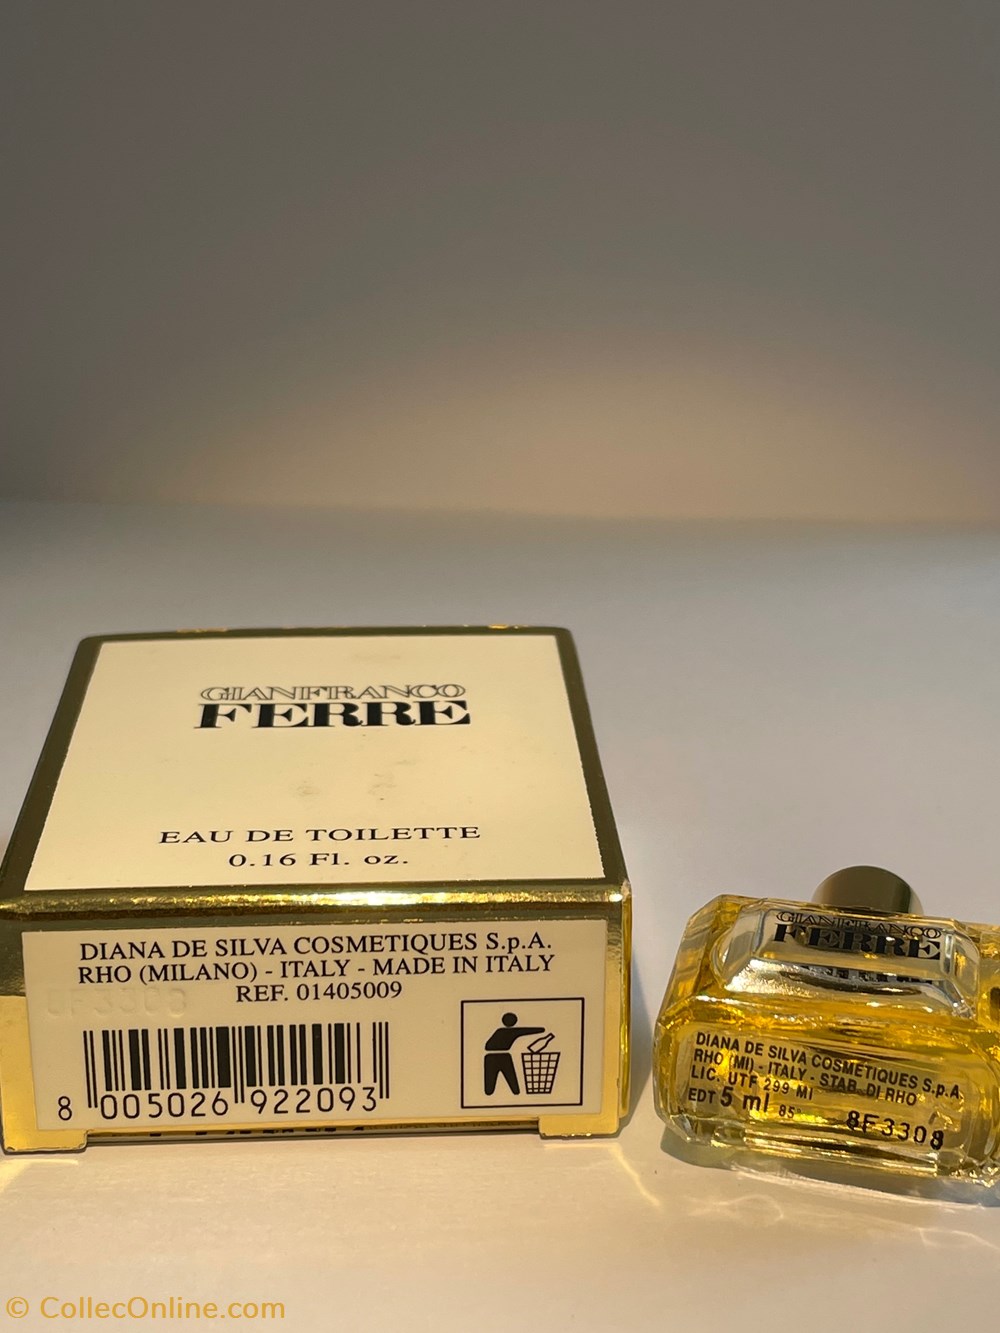 GIANFRANCO
FERRE
EAU DE TOILETTE
0.16 Fl. oz.
DIANA DE SILVA COSMETIQUES S.p.A.
RHO (MILANO) - ITALY - MADE IN ITALY
REF. 01405009
8F3308
8 005026 922093
GIANFRANCO
FERRE
DIANA DE SILVA COSMETIQUES S.p.A.
RHO (MI) - ITALY - STAB. DI RHO
LIC. UTF 299 MI
EDT 5 ml 85° 8F3308
© CollecOnline.com